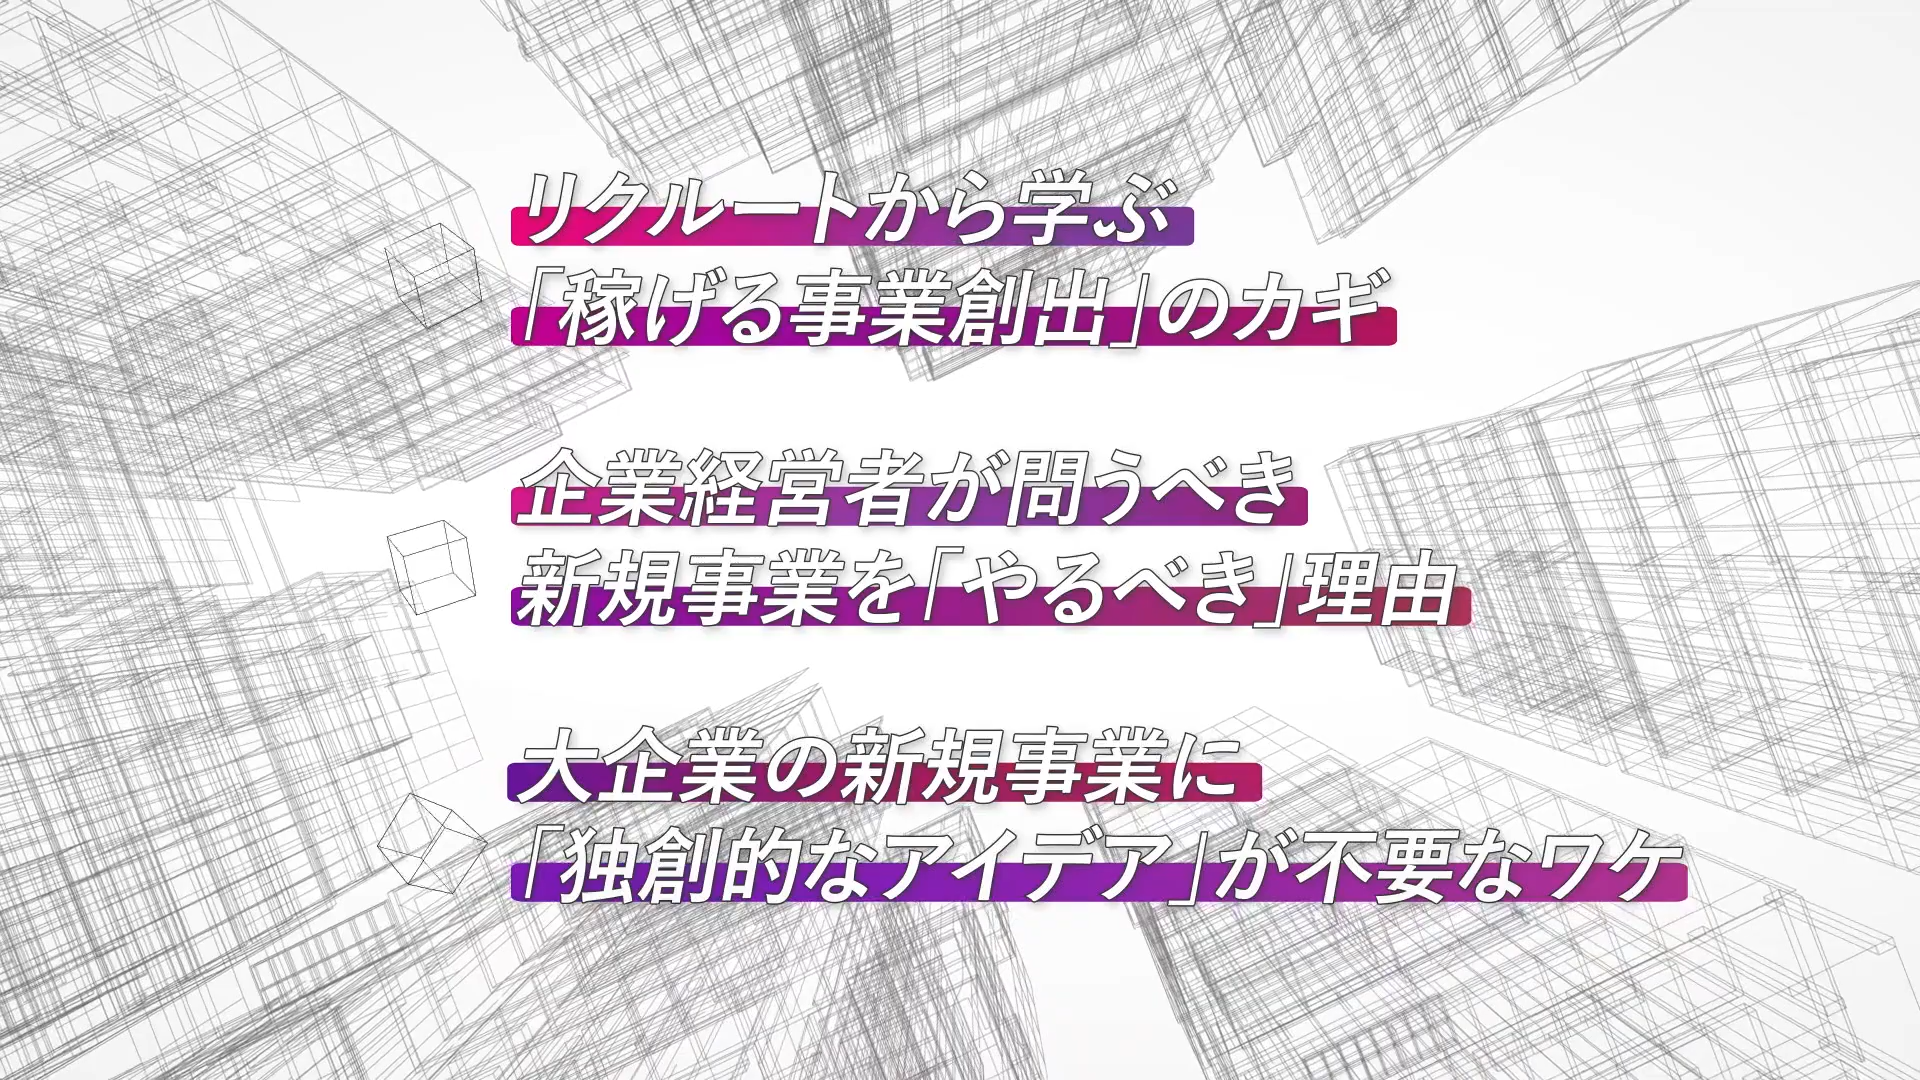 リクルートから学ぶ
「稼げる事業創出」のカギ
企業経営者が問うべき
新規事業を「やるべき」理由
大企業の新規事業に
「独創的なアイデア」が不要なワケ